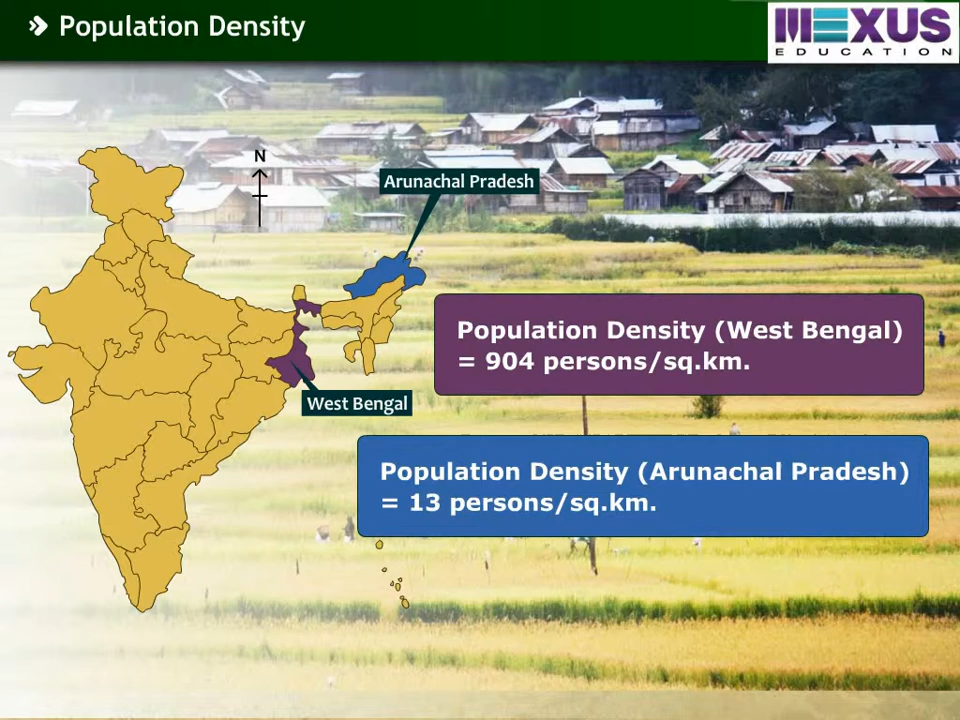 Population Density
MEXUS
EDUCATION
N
Arunachal Pradesh
Population Density (West Bengal)
= 904 persons/sq.km.
West Bengal
Population Density (Arunachal Pradesh)
= 13 persons/sq.km.